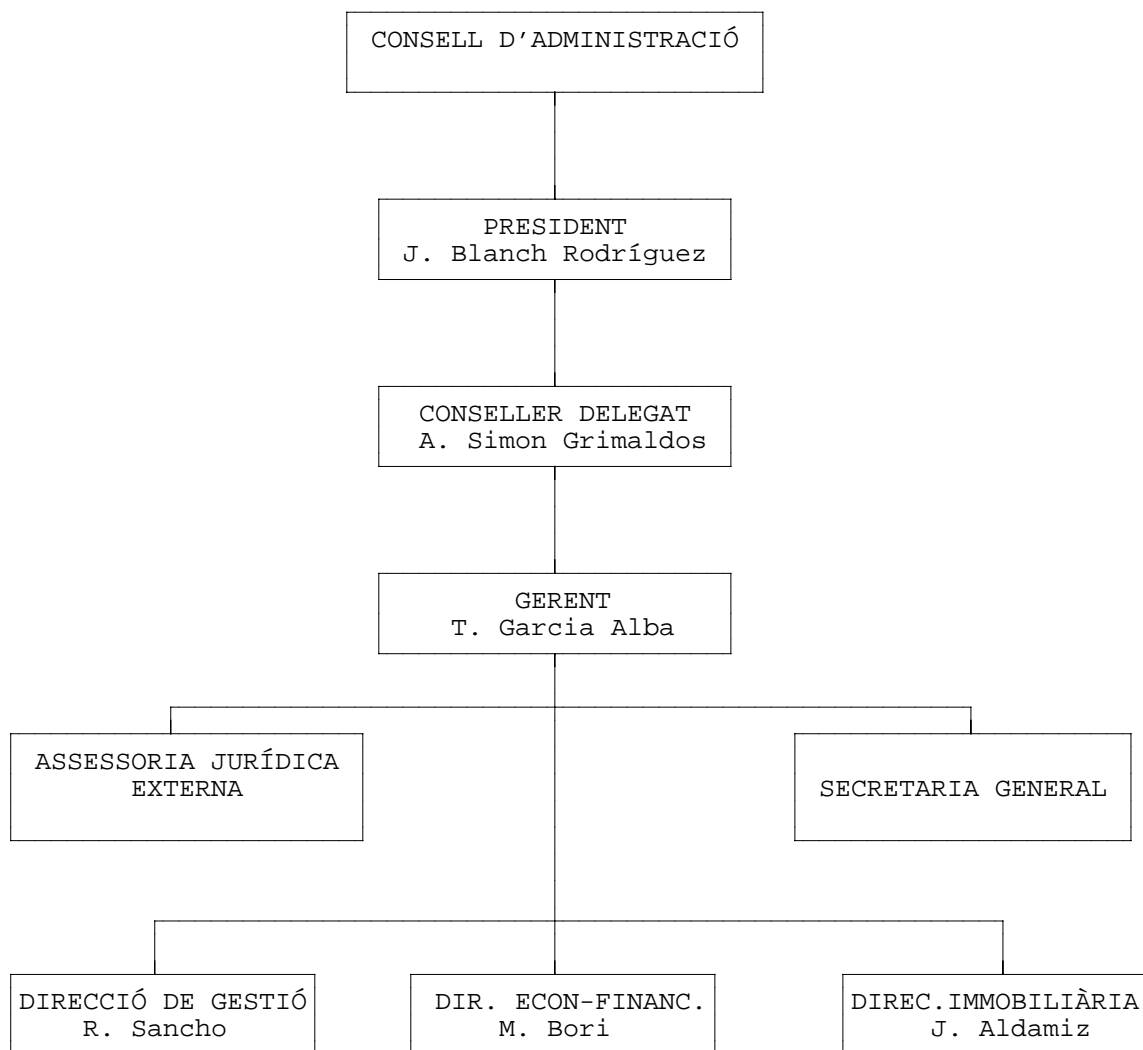 CONSELL D'ADMINISTRACIÓ
PRESIDENT
J. Blanch Rodríguez
CONSELLER DELEGAT
A. Simon Grimaldos
GERENT
T. Garcia Alba
ASSESSORIA JURÍDICA
EXTERNA
SECRETARIA GENERAL
DIRECCIÓ DE GESTIÓ
R. Sancho
DIR. ECON-FINANC.
M. Bori
DIREC.IMMOBILIÀRIA
J. Aldamiz